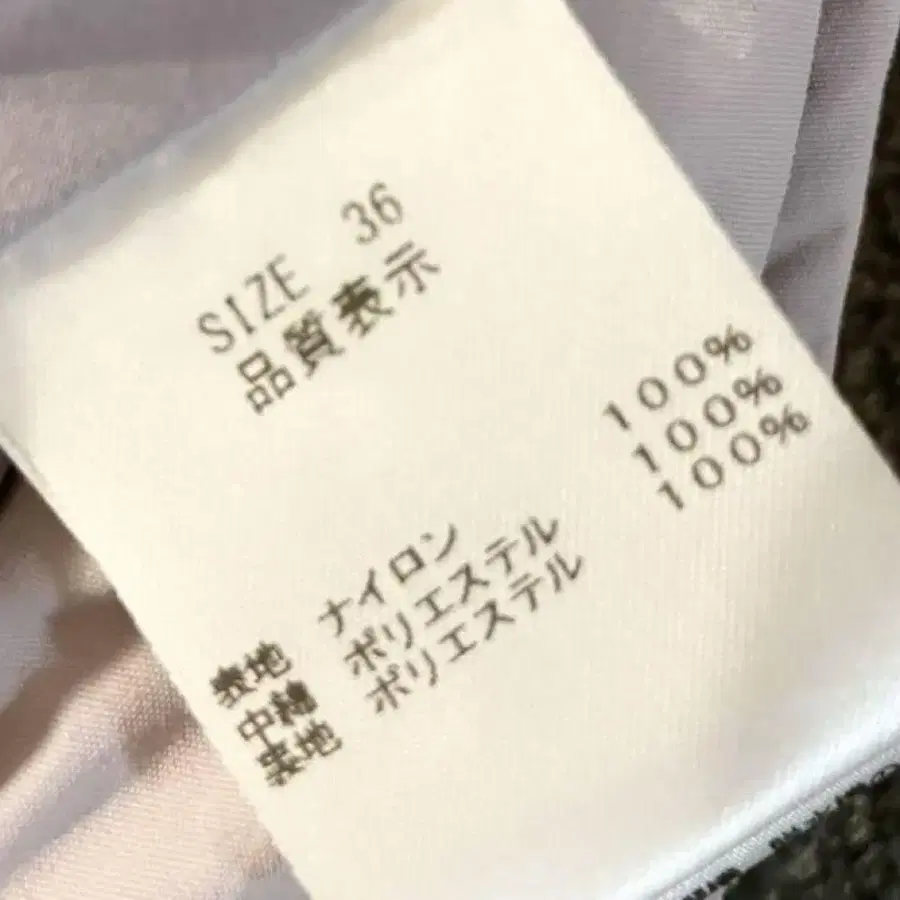 SIZE 36
品質表示
表地 ナイロン 100%
中綿 ポリエステル 100%
裏地 ポリエステル 100%